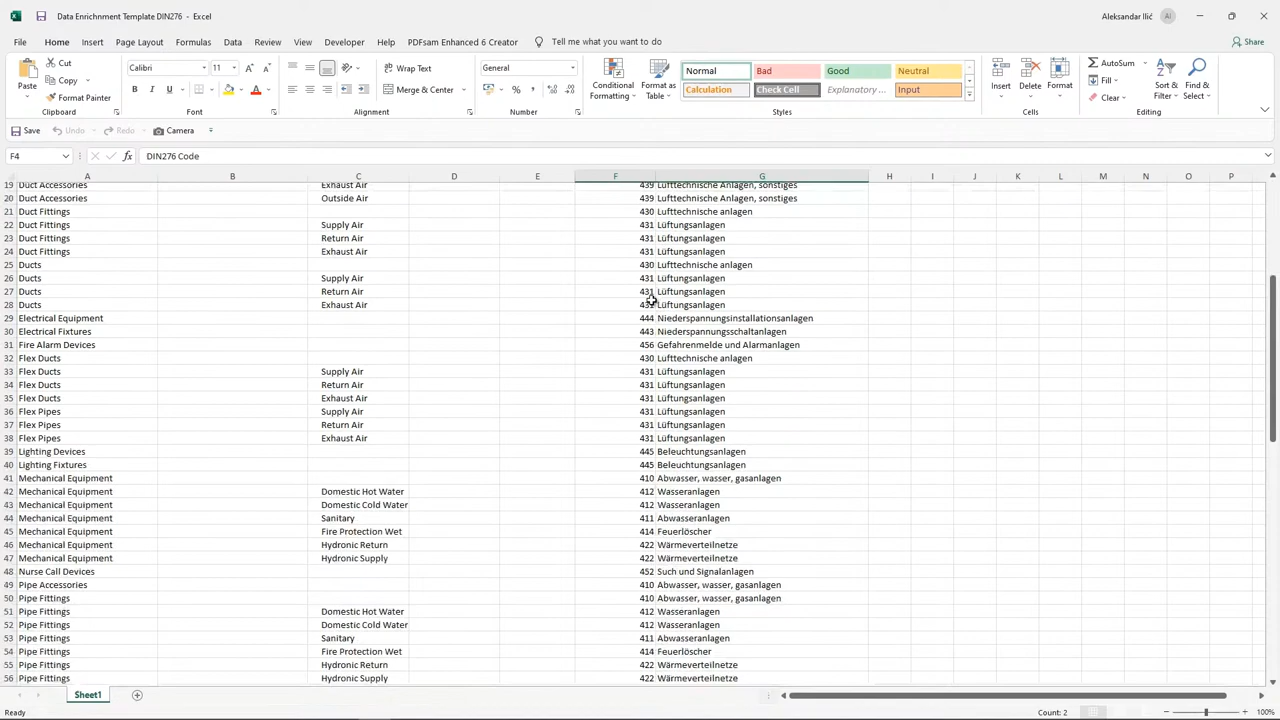 Data Enrichnment Template DIN276 - Excel
Aleksandar Ilić AI
File Home Insert Page Layout Formulas Data Review View Developer Help PDFsam Enhanced 6 Creator Tell me what you want to do Share
Paste Cut Copy Format Painter Clipboard
Calibri 11 B I U Font
Wrap Text Merge & Center Alignment
General % Number
Conditional Formatting Format as Table Normal Bad Good Neutral Calculation Check Cell Explanatory ... Input Styles
Insert Delete Format Cells
AutoSum Fill Clear Sort & Filter Find & Select Editing
Save Undo Redo Camera
F4 fx DIN276 Code
A B C D E F G H I J K L M N O P
19 Duct Accessories Exhaust Air 439 Lufttechnische Anlagen, sonstiges
20 Duct Accessories Outside Air 439 Lufttechnische Anlagen, sonstiges
21 Duct Fittings 430 Lufttechnische anlagen
22 Duct Fittings Supply Air 431 Lüftungsanlagen
23 Duct Fittings Return Air 431 Lüftungsanlagen
24 Duct Fittings Exhaust Air 431 Lüftungsanlagen
25 Ducts 430 Lufttechnische anlagen
26 Ducts Supply Air 431 Lüftungsanlagen
27 Ducts Return Air 431 Lüftungsanlagen
28 Ducts Exhaust Air 431 Lüftungsanlagen
29 Electrical Equipment 444 Niederspannungsinstallationsanlagen
30 Electrical Fixtures 443 Niederspannungsschaltanlagen
31 Fire Alarm Devices 456 Gefahrenmelde und Alarmanlagen
32 Flex Ducts 430 Lufttechnische anlagen
33 Flex Ducts Supply Air 431 Lüftungsanlagen
34 Flex Ducts Return Air 431 Lüftungsanlagen
35 Flex Ducts Exhaust Air 431 Lüftungsanlagen
36 Flex Pipes Supply Air 431 Lüftungsanlagen
37 Flex Pipes Return Air 431 Lüftungsanlagen
38 Flex Pipes Exhaust Air 431 Lüftungsanlagen
39 Lighting Devices 445 Beleuchtungsanlagen
40 Lighting Fixtures 445 Beleuchtungsanlagen
41 Mechanical Equipment 410 Abwasser, wasser, gasanlagen
42 Mechanical Equipment Domestic Hot Water 412 Wasseranlagen
43 Mechanical Equipment Domestic Cold Water 412 Wasseranlagen
44 Mechanical Equipment Sanitary 411 Abwasseranlagen
45 Mechanical Equipment Fire Protection Wet 414 Feuerlöscher
46 Mechanical Equipment Hydronic Return 422 Wärmeverteilnetze
47 Mechanical Equipment Hydronic Supply 422 Wärmeverteilnetze
48 Nurse Call Devices 452 Such und Signalanlagen
49 Pipe Accessories 410 Abwasser, wasser, gasanlagen
50 Pipe Fittings 410 Abwasser, wasser, gasanlagen
51 Pipe Fittings Domestic Hot Water 412 Wasseranlagen
52 Pipe Fittings Domestic Cold Water 412 Wasseranlagen
53 Pipe Fittings Sanitary 411 Abwasseranlagen
54 Pipe Fittings Fire Protection Wet 414 Feuerlöscher
55 Pipe Fittings Hydronic Return 422 Wärmeverteilnetze
56 Pipe Fittings Hydronic Supply 422 Wärmeverteilnetze
Sheet1
Ready Count: 2 100%